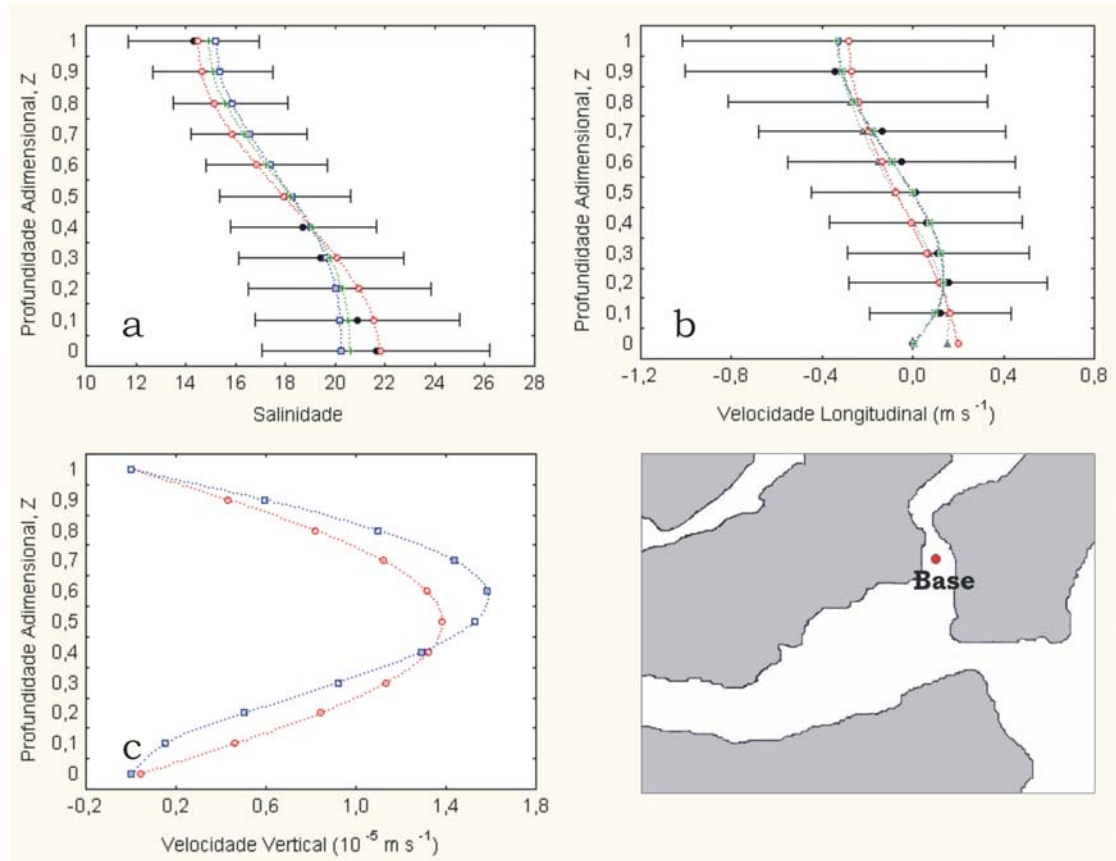 Profundidade Adimensional, Z
1
0,9
0,8
0,7
0,6
0,5
0,4
0,3
0,2
0,1
0
a
10 12 14 16 18 20 22 24 26 28
Salinidade
Profundidade Adimensional, Z
1
0,9
0,8
0,7
0,6
0,5
0,4
0,3
0,2
0,1
0
b
-1,2 -0,8 -0,4 0,0 0,4 0,8
Velocidade Longitudinal (m s -1)
Profundidade Adimensional, Z
1
0,9
0,8
0,7
0,6
0,5
0,4
0,3
0,2
0,1
0
c
-0,2 0,2 0,6 1,0 1,4 1,8
Velocidade Vertical (10 -5 m s -1)
Base